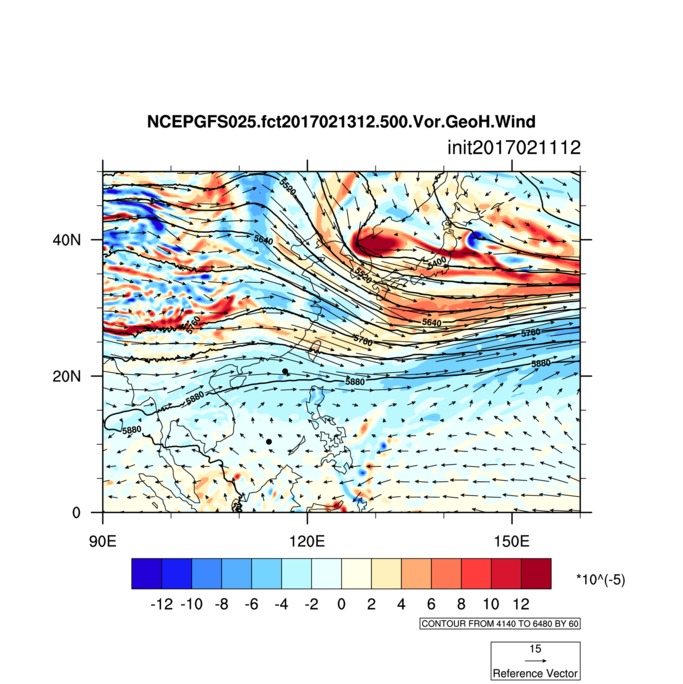 NCEPGFS025.fct2017021312.500.Vor.GeoH.Wind
init2017021112
5520
40N
5640
5400
5520
5640
5760
5760
5760
5880
20N
5880
5880
5880
0
90E 120E 150E
-12 -10 -8 -6 -4 -2 0 2 4 6 8 10 12
*10^(-5)
CONTOUR FROM 4140 TO 6480 BY 60
15
Reference Vector